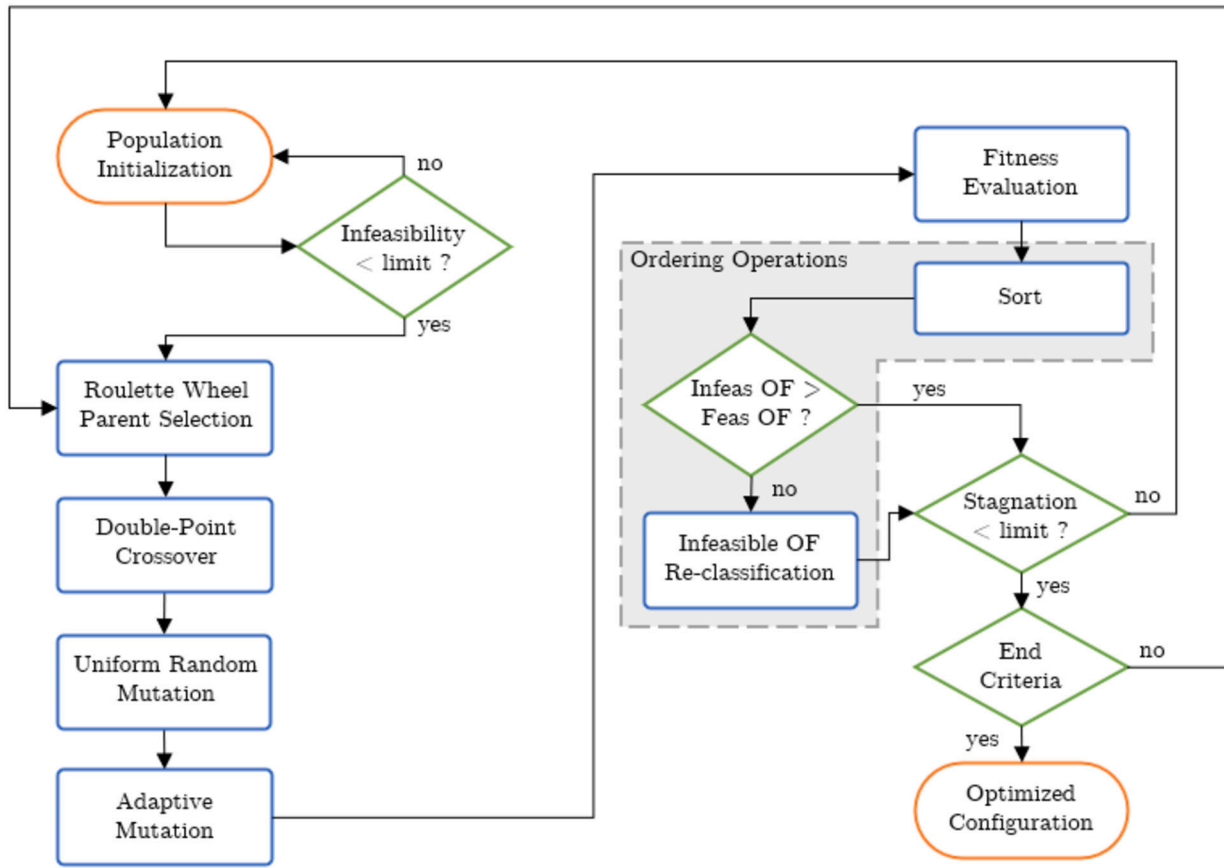 Population
Initialization
no
Infeasibility
< limit ?
yes
Roulette Wheel
Parent Selection
Double-Point
Crossover
Uniform Random
Mutation
Adaptive
Mutation
Fitness
Evaluation
Ordering Operations
Sort
Infeas OF >
Feas OF ?
yes
no
Infeasible OF
Re-classification
Stagnation
< limit ?
no
yes
End
Criteria
no
yes
Optimized
Configuration